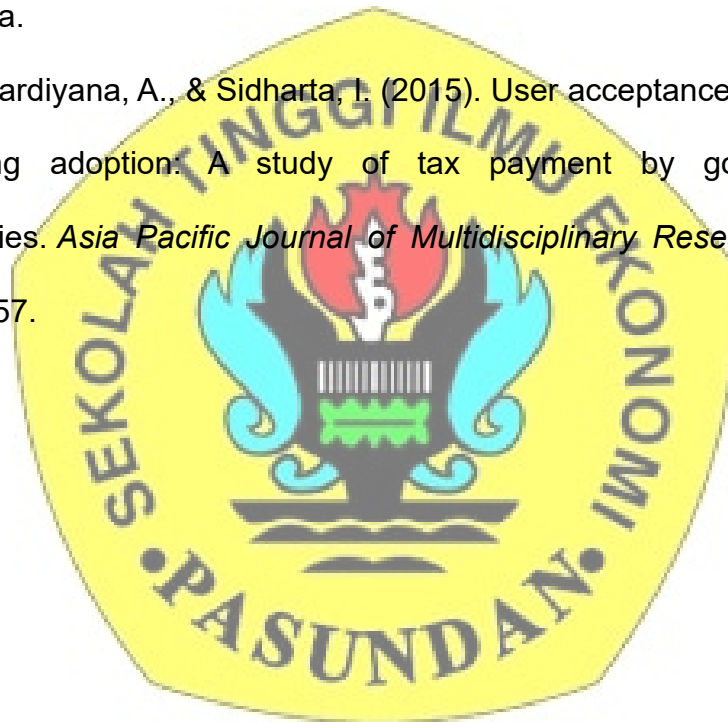 a.
ardiyana, A., & Sidharta, I. (2015). User acceptance
ng adoption: A study of tax payment by go
ies. Asia Pacific Journal of Multidisciplinary Rese
57.
SEKOLAH TINGGI ILMU EKONOMI
•PASUNDAN•